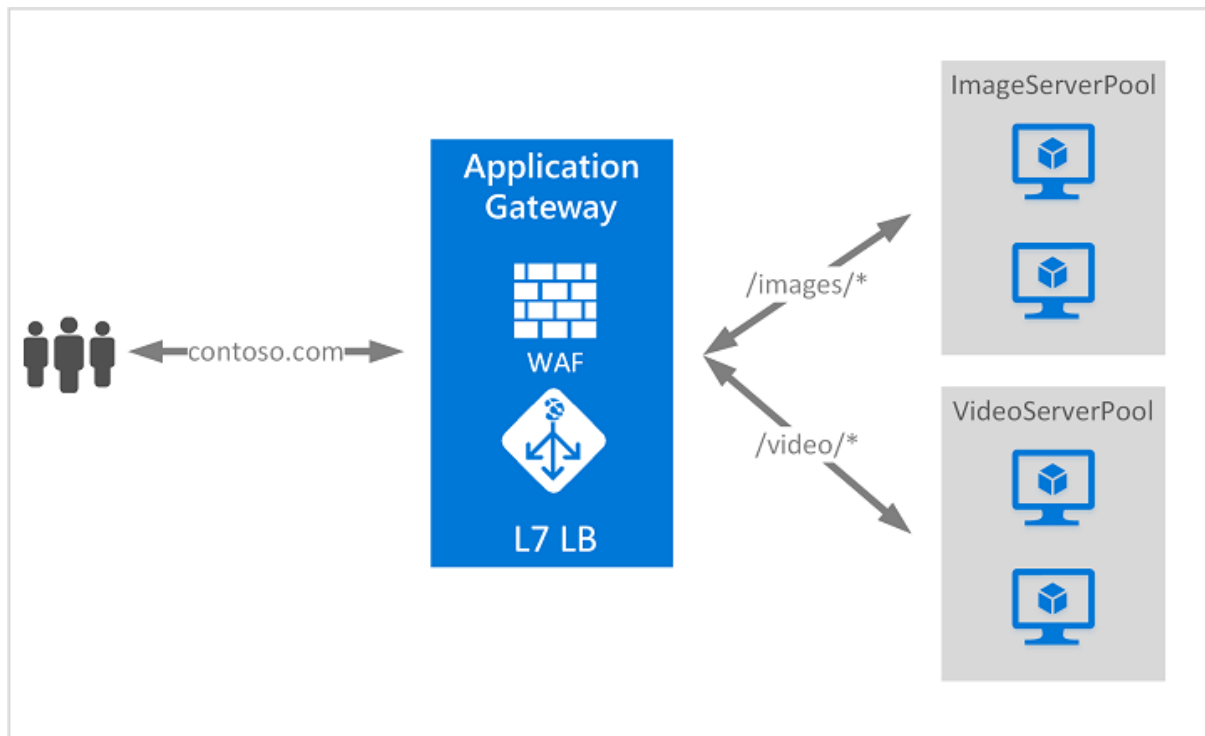 contoso.com
Application
Gateway
WAF
L7 LB
/images/*
/video/*
ImageServerPool
VideoServerPool